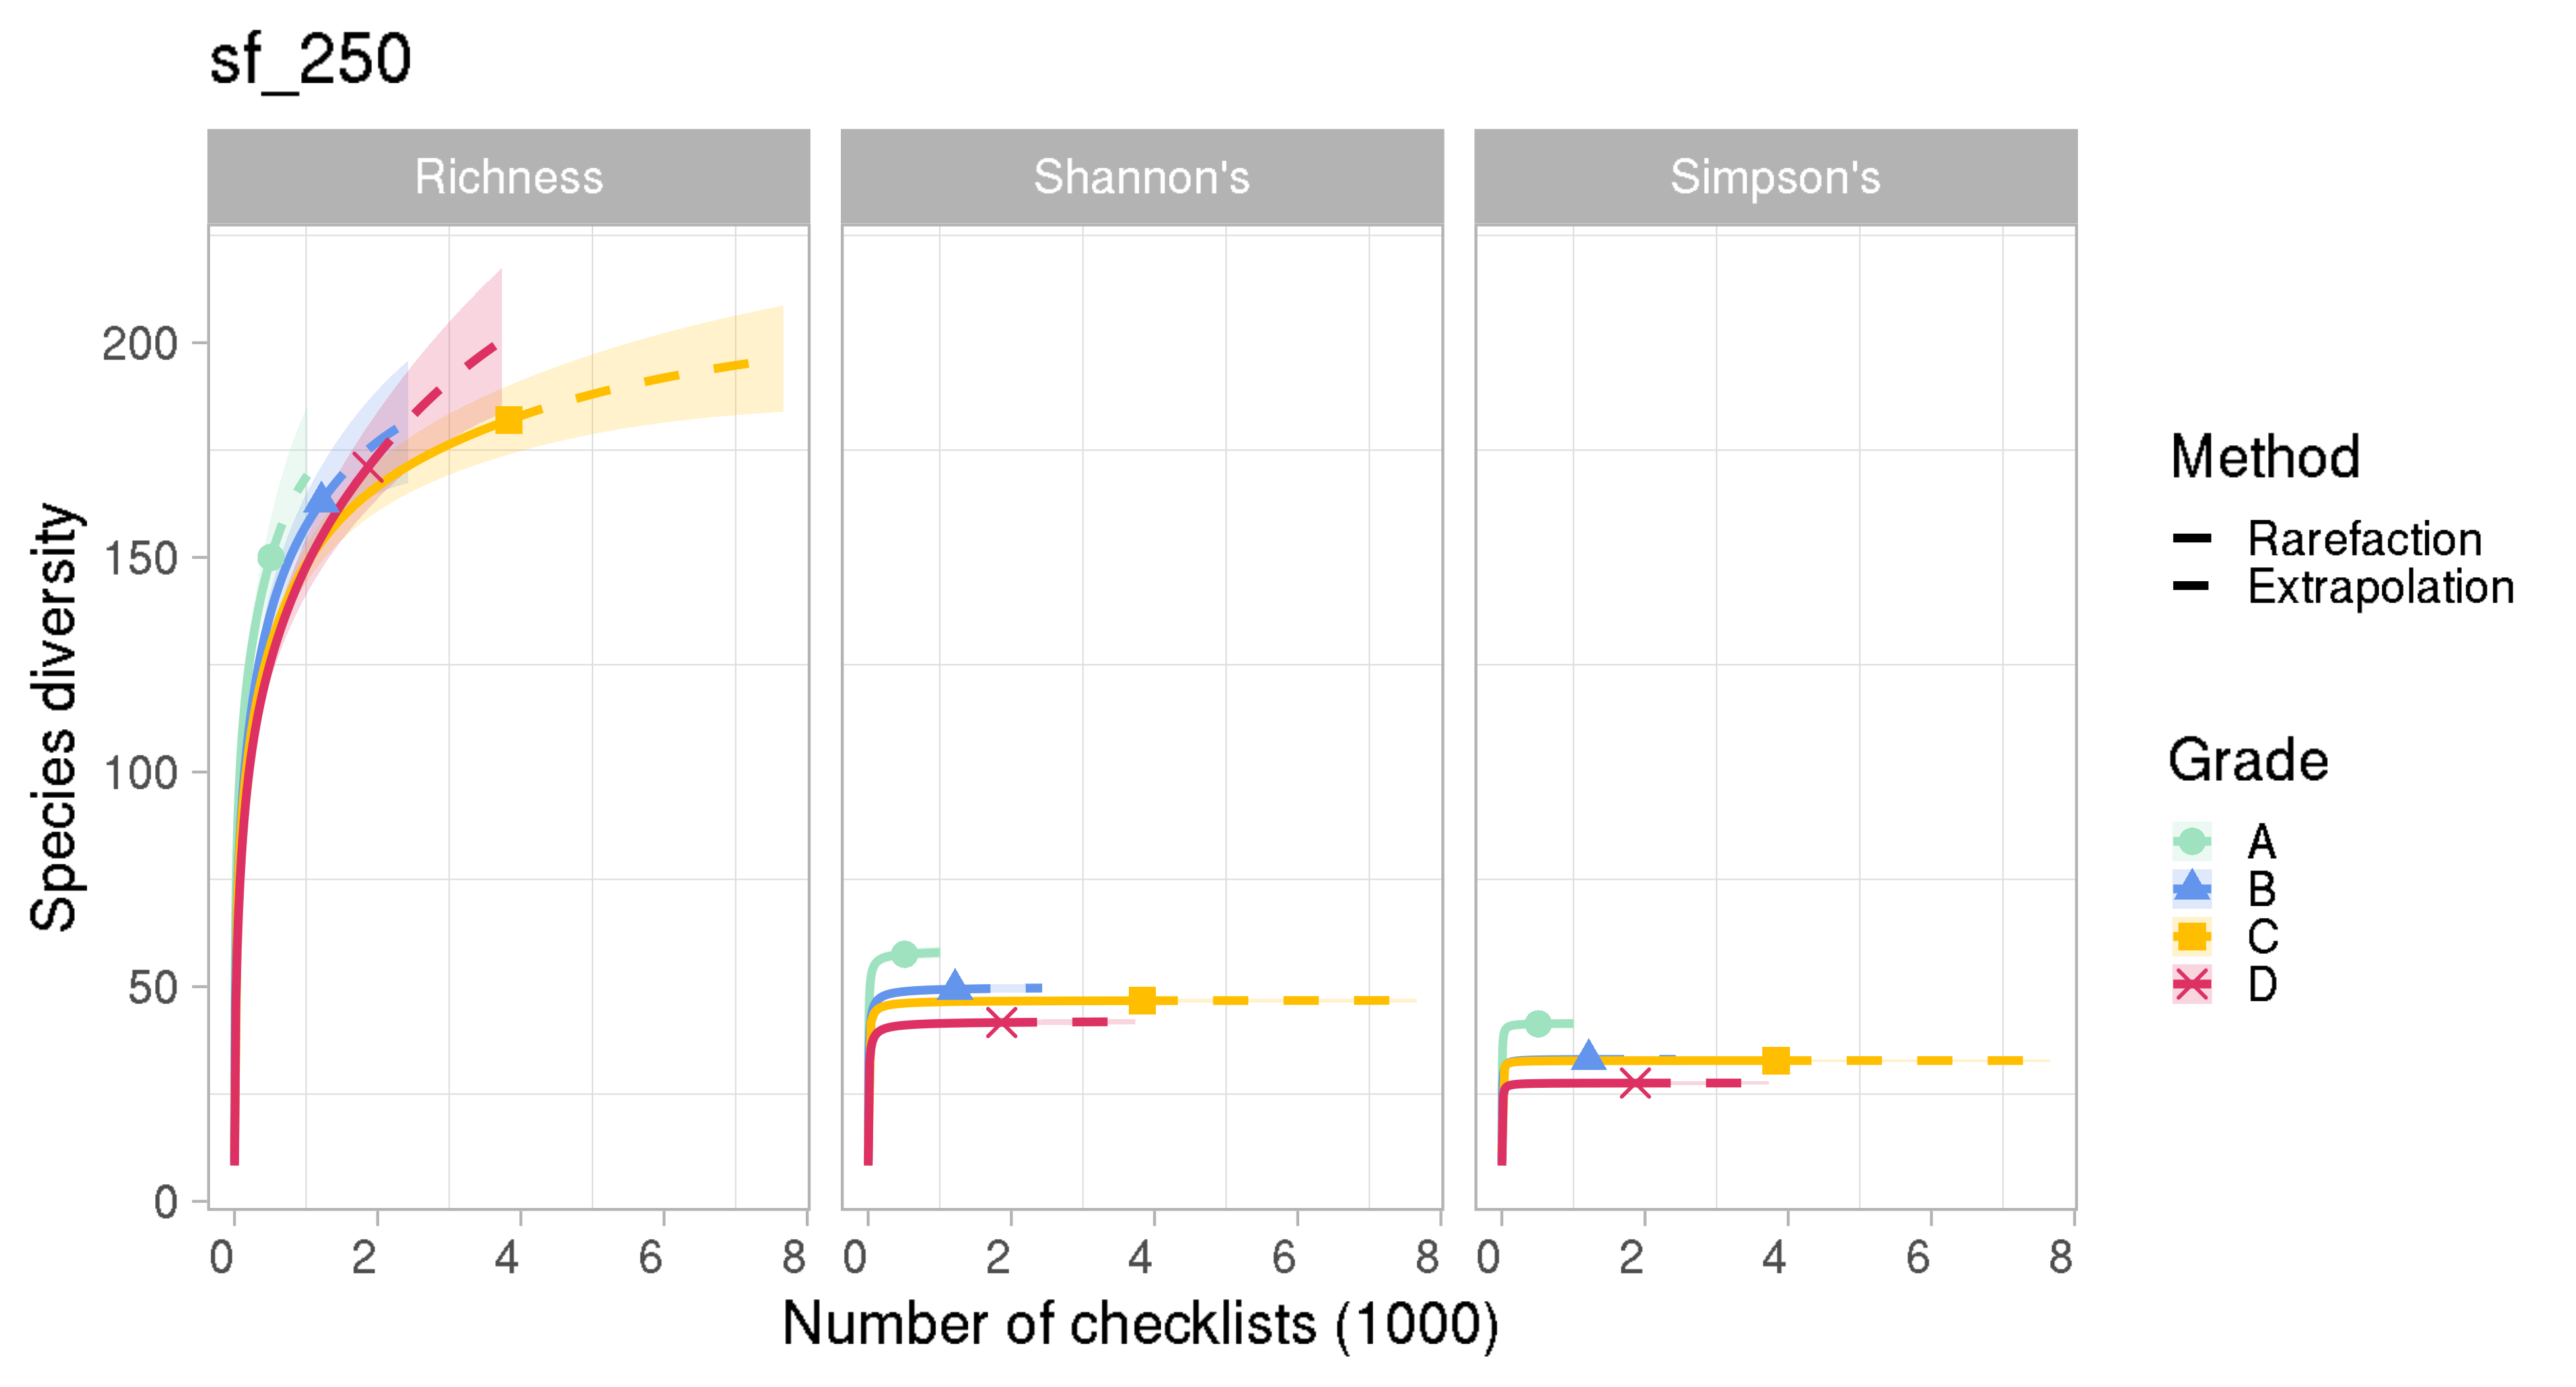 sf_250
Richness
Shannon's
Simpson's
Species diversity
200
150
100
50
0
0 2 4 6 8
0 2 4 6 8
0 2 4 6 8
Number of checklists (1000)
Method
Rarefaction
Extrapolation
Grade
A
B
C
D